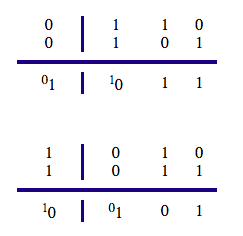 0 1 1 0
0 1 0 1
⁰1 ¹0 1 1
1 0 1 0
1 0 1 1
¹0 ⁰1 0 1